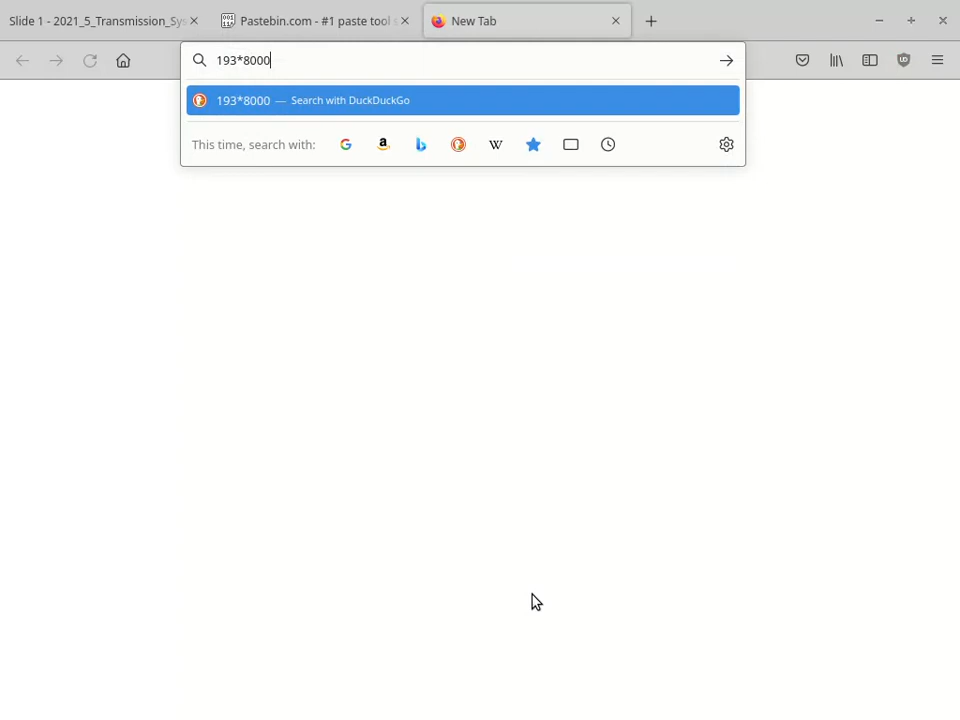 Slide 1 - 2021_5_Transmission_Sys
Pastebin.com - #1 paste tool s
New Tab
193*8000
193*8000 — Search with DuckDuckGo
This time, search with: